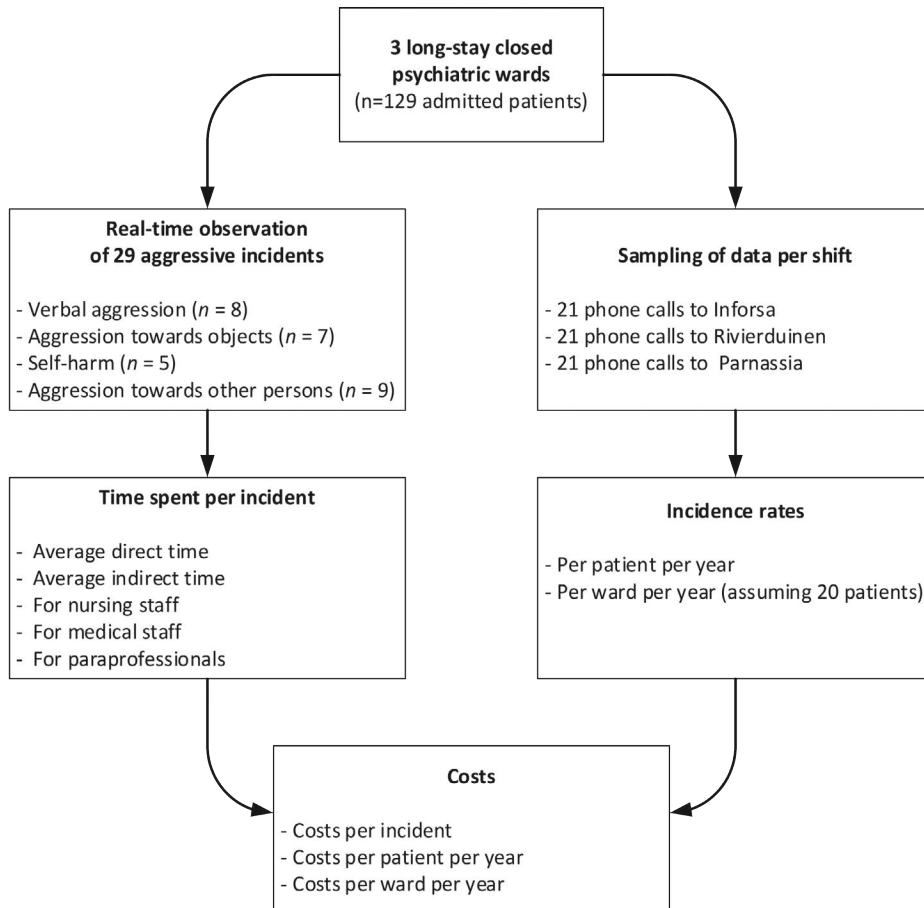 3 long-stay closed
psychiatric wards
(n=129 admitted patients)
Real-time observation
of 29 aggressive incidents
- Verbal aggression (n = 8)
- Aggression towards objects (n = 7)
- Self-harm (n = 5)
- Aggression towards other persons (n = 9)
Sampling of data per shift
- 21 phone calls to Inforsa
- 21 phone calls to Rivierduinen
- 21 phone calls to Parnassia
Time spent per incident
- Average direct time
- Average indirect time
- For nursing staff
- For medical staff
- For paraprofessionals
Incidence rates
- Per patient per year
- Per ward per year (assuming 20 patients)
Costs
- Costs per incident
- Costs per patient per year
- Costs per ward per year